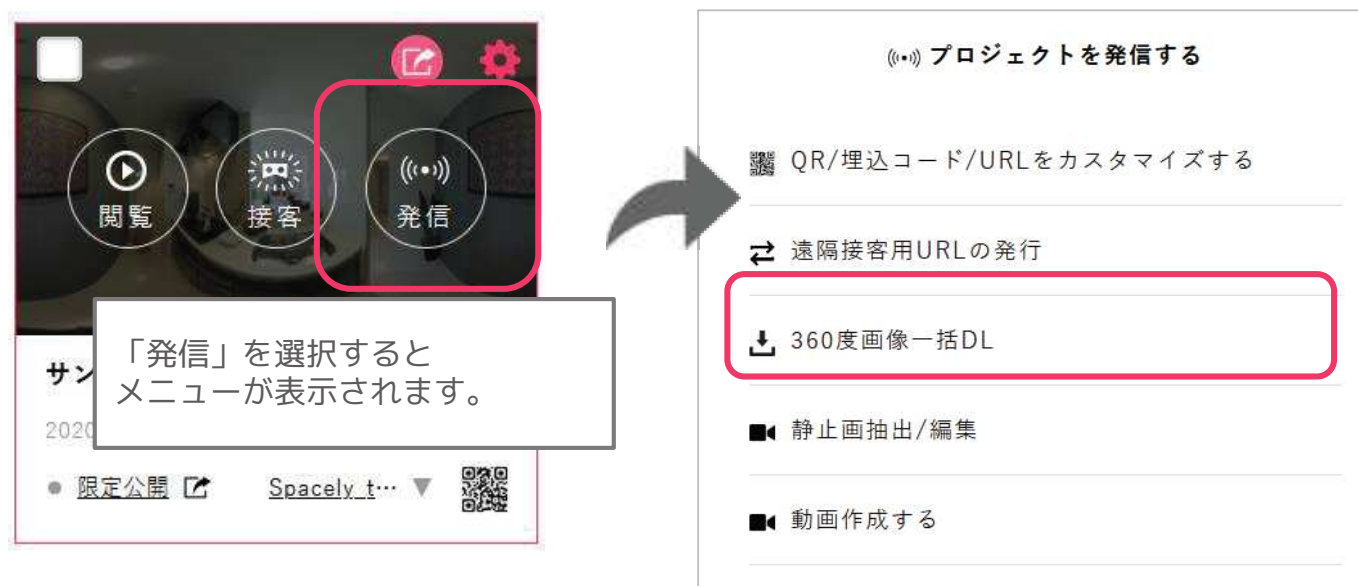 閲覧
接客
発信
「発信」を選択すると
メニューが表示されます。
サン
2020
限定公開
Spacely t…
プロジェクトを発信する
QR/埋込コード/URLをカスタマイズする
遠隔接客用URLの発行
360度画像一括DL
静止画抽出/編集
動画作成する